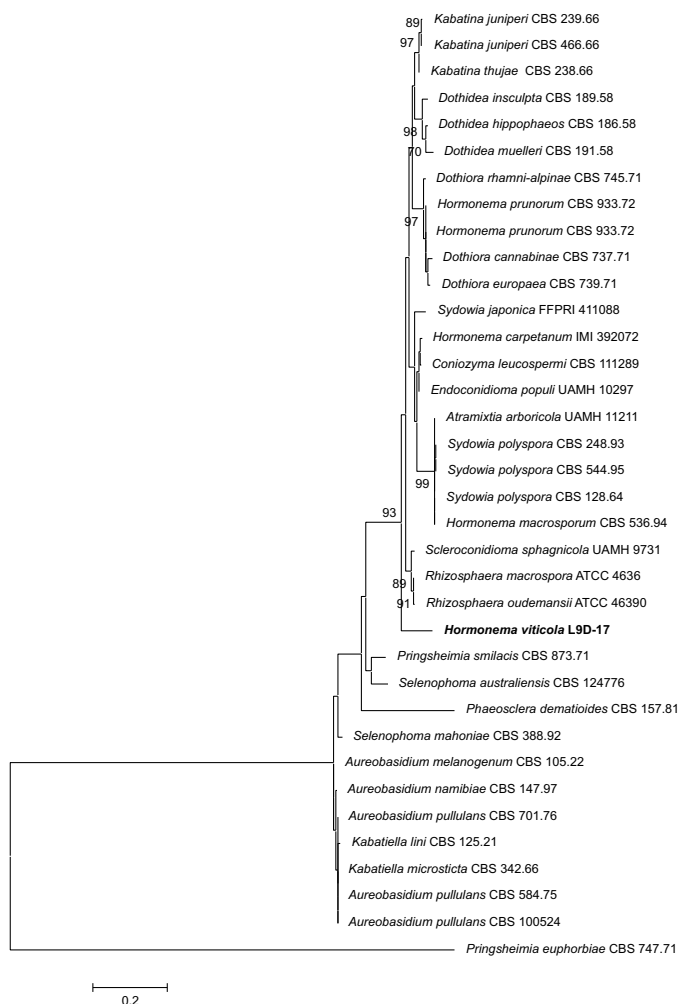 Kabatina juniperi CBS 239.66
89
97
Kabatina juniperi CBS 466.66
Kabatina thujae CBS 238.66
Dothidea insculpta CBS 189.58
Dothidea hippophaeos CBS 186.58
98
70
Dothidea muelleri CBS 191.58
Dothiora rhamni-alpinae CBS 745.71
Hormonema prunorum CBS 933.72
97
Hormonema prunorum CBS 933.72
Dothiora cannabinae CBS 737.71
Dothiora europaea CBS 739.71
Sydowia japonica FFPRI 411088
Hormonema carpetanum IMI 392072
Coniozyma leucospermi CBS 111289
Endoconidioma populi UAMH 10297
Atramixtia arboricola UAMH 11211
Sydowia polyspora CBS 248.93
Sydowia polyspora CBS 544.95
99
Sydowia polyspora CBS 128.64
93
Hormonema macrosporum CBS 536.94
Scleroconidioma sphagnicola UAMH 9731
Rhizosphaera macrospora ATCC 4636
89
91
Rhizosphaera oudemansii ATCC 46390
Hormonema viticola L9D-17
Pringsheimia smilacis CBS 873.71
Selenophoma australiensis CBS 124776
Phaeosclera dematioides CBS 157.81
Selenophoma mahoniae CBS 388.92
Aureobasidium melanogenum CBS 105.22
Aureobasidium namibiae CBS 147.97
Aureobasidium pullulans CBS 701.76
Kabatiella lini CBS 125.21
Kabatiella microsticta CBS 342.66
Aureobasidium pullulans CBS 584.75
Aureobasidium pullulans CBS 100524
Pringsheimia euphorbiae CBS 747.71
0.2